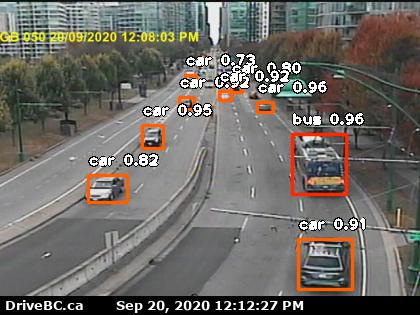 GB 050 20/09/2020 12:08:03 PM
car 0.73
car 0.80
car 0.92
car 0.96
car 0.95
bus 0.96
car 0.82
car 0.91
DriveBC.ca Sep 20, 2020 12:12:27 PM